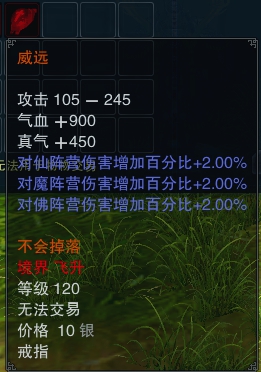 威远
攻击 105 — 245
气血 +900
真气 +450
对仙阵营伤害增加百分比+2.00%
对魔阵营伤害增加百分比+2.00%
对佛阵营伤害增加百分比+2.00%
不会掉落
境界 飞升
等级 120
无法交易
价格 10 银
戒指